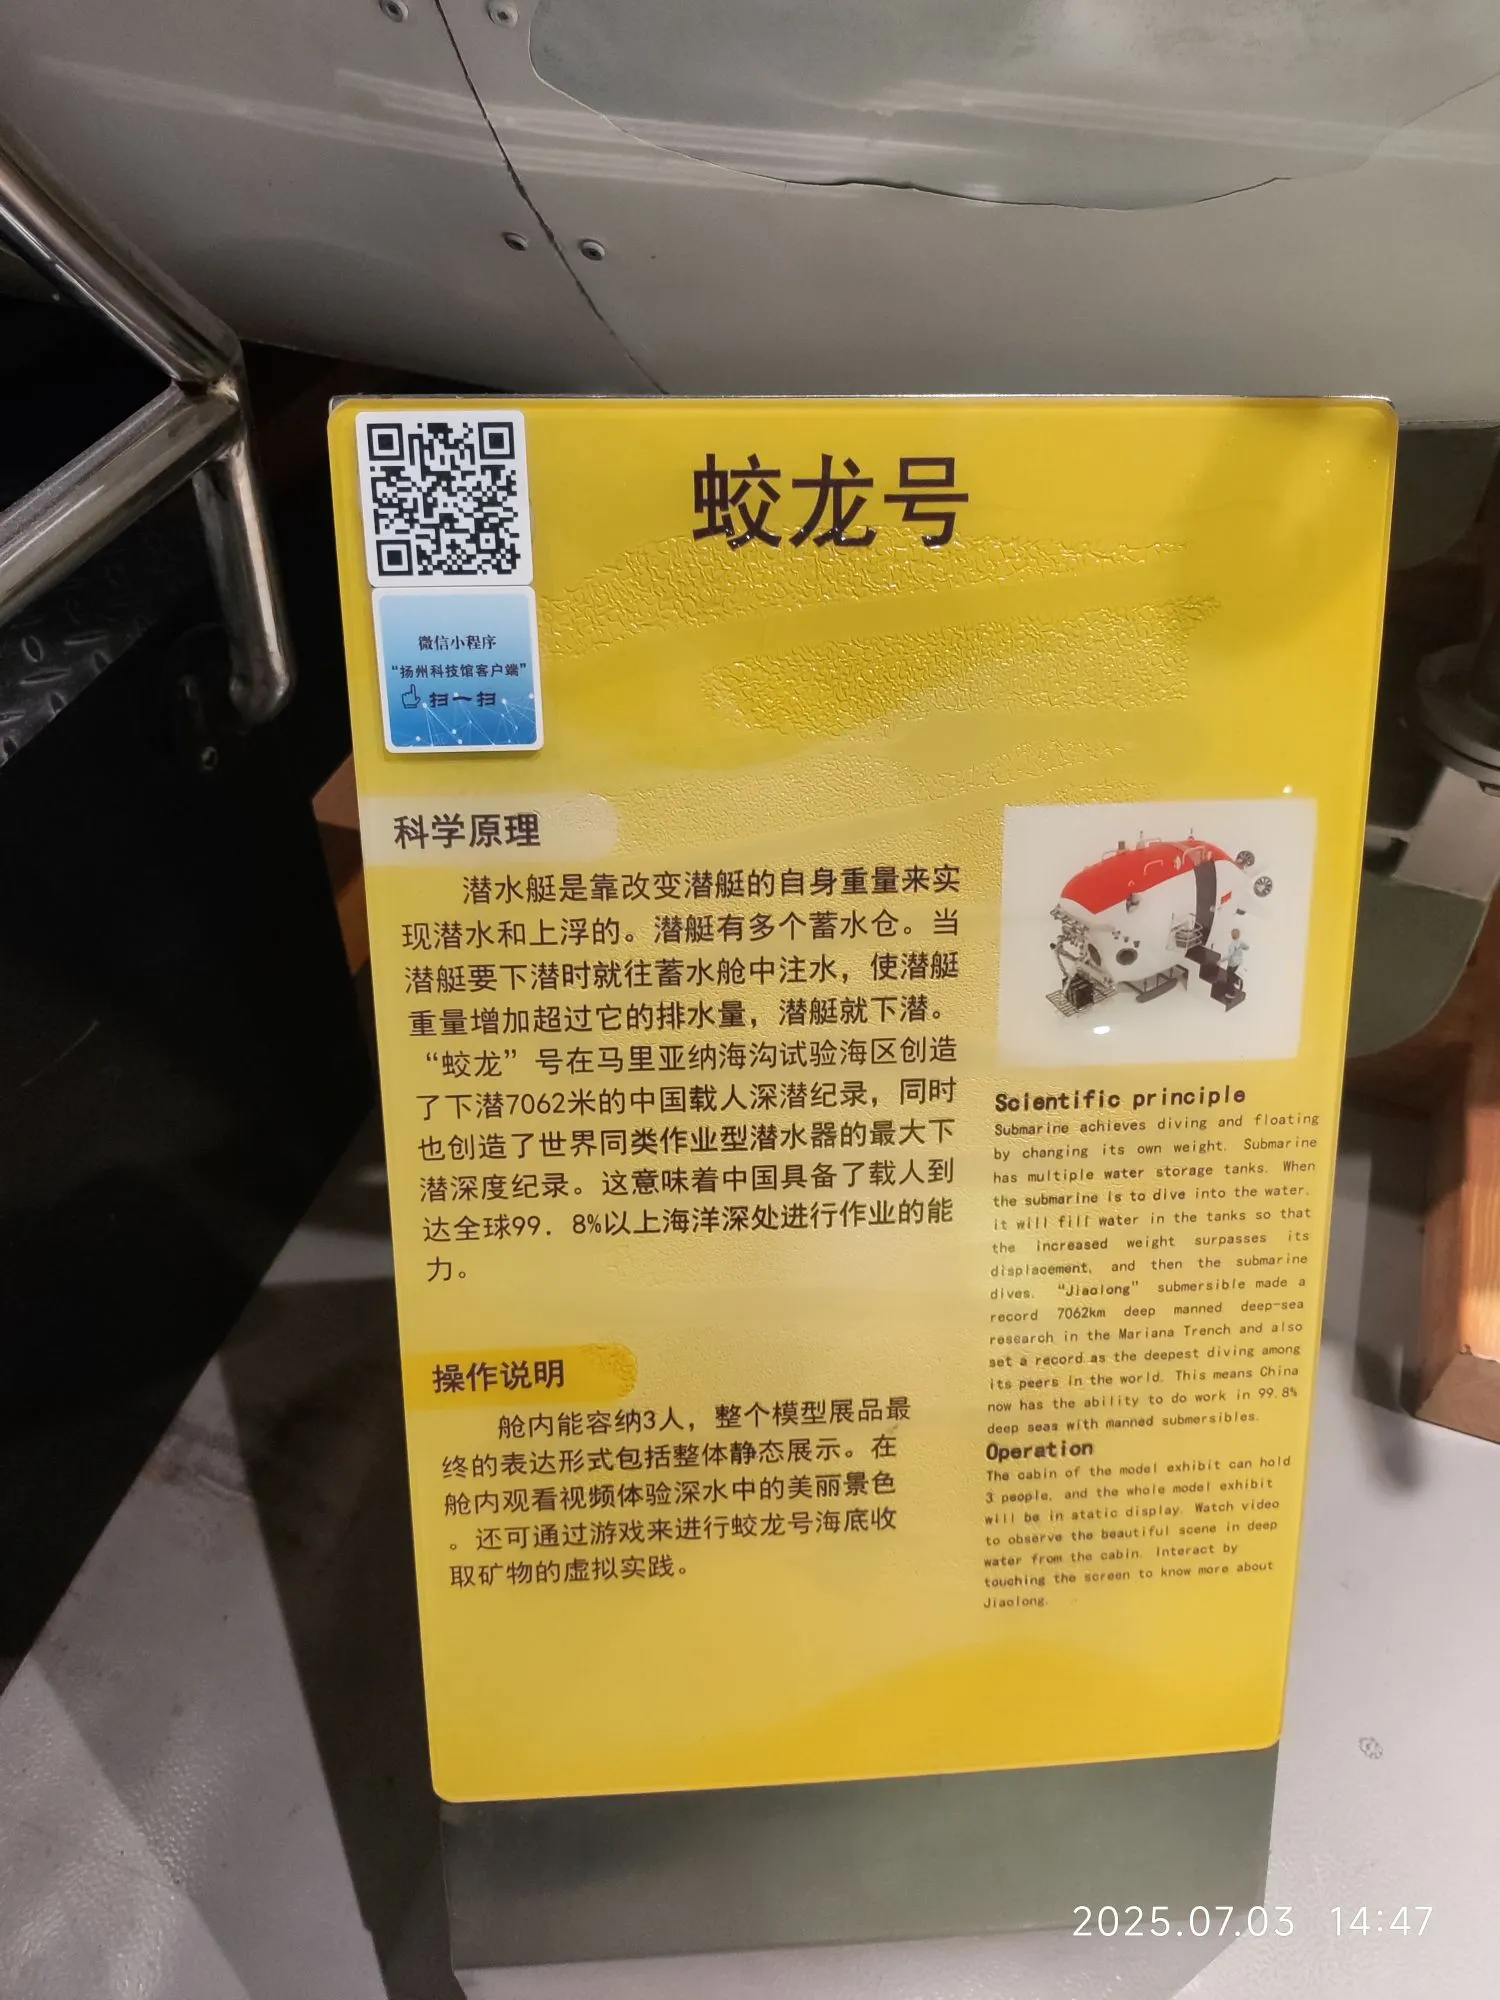 蛟龙号
微信小程序
“扬州科技馆客户端”
扫一扫
科学原理
潜水艇是靠改变潜艇的自身重量来实
现潜水和上浮的。潜艇有多个蓄水仓。当
潜艇要下潜时就往蓄水舱中注水，使潜艇
重量增加超过它的排水量，潜艇就下潜。
“蛟龙”号在马里亚纳海沟试验海区创造
了下潜7062米的中国载人深潜纪录，同时
也创造了世界同类作业型潜水器的最大下
潜深度纪录。这意味着中国具备了载人到
达全球99．8%以上海洋深处进行作业的能
力。
操作说明
舱内能容纳3人，整个模型展品最
终的表达形式包括整体静态展示。在
舱内观看视频体验深水中的美丽景色
。还可通过游戏来进行蛟龙号海底收
取矿物的虚拟实践。
Scientific principle
Submarine achieves diving and floating
by changing its own weight. Submarine
has multiple water storage tanks. When
the submarine is to dive into the water,
it will fill water in the tanks so that
the increased weight surpasses its
displacement, and then the submarine
dives. “Jiaolong” submersible made a
record 7062km deep manned deep-sea
research in the Mariana Trench and also
set a record as the deepest diving among
its peers in the world. This means China
now has the ability to do work in 99.8%
deep seas with manned submersibles.
Operation
The cabin of the model exhibit can hold
3 people, and the whole model exhibit
will be in atatic display. Watch video
to observe the beautiful scene in deep
water from the cabin. Interact by
touching the screen to know more about
Jiaolong.
2025.07.03 14:47